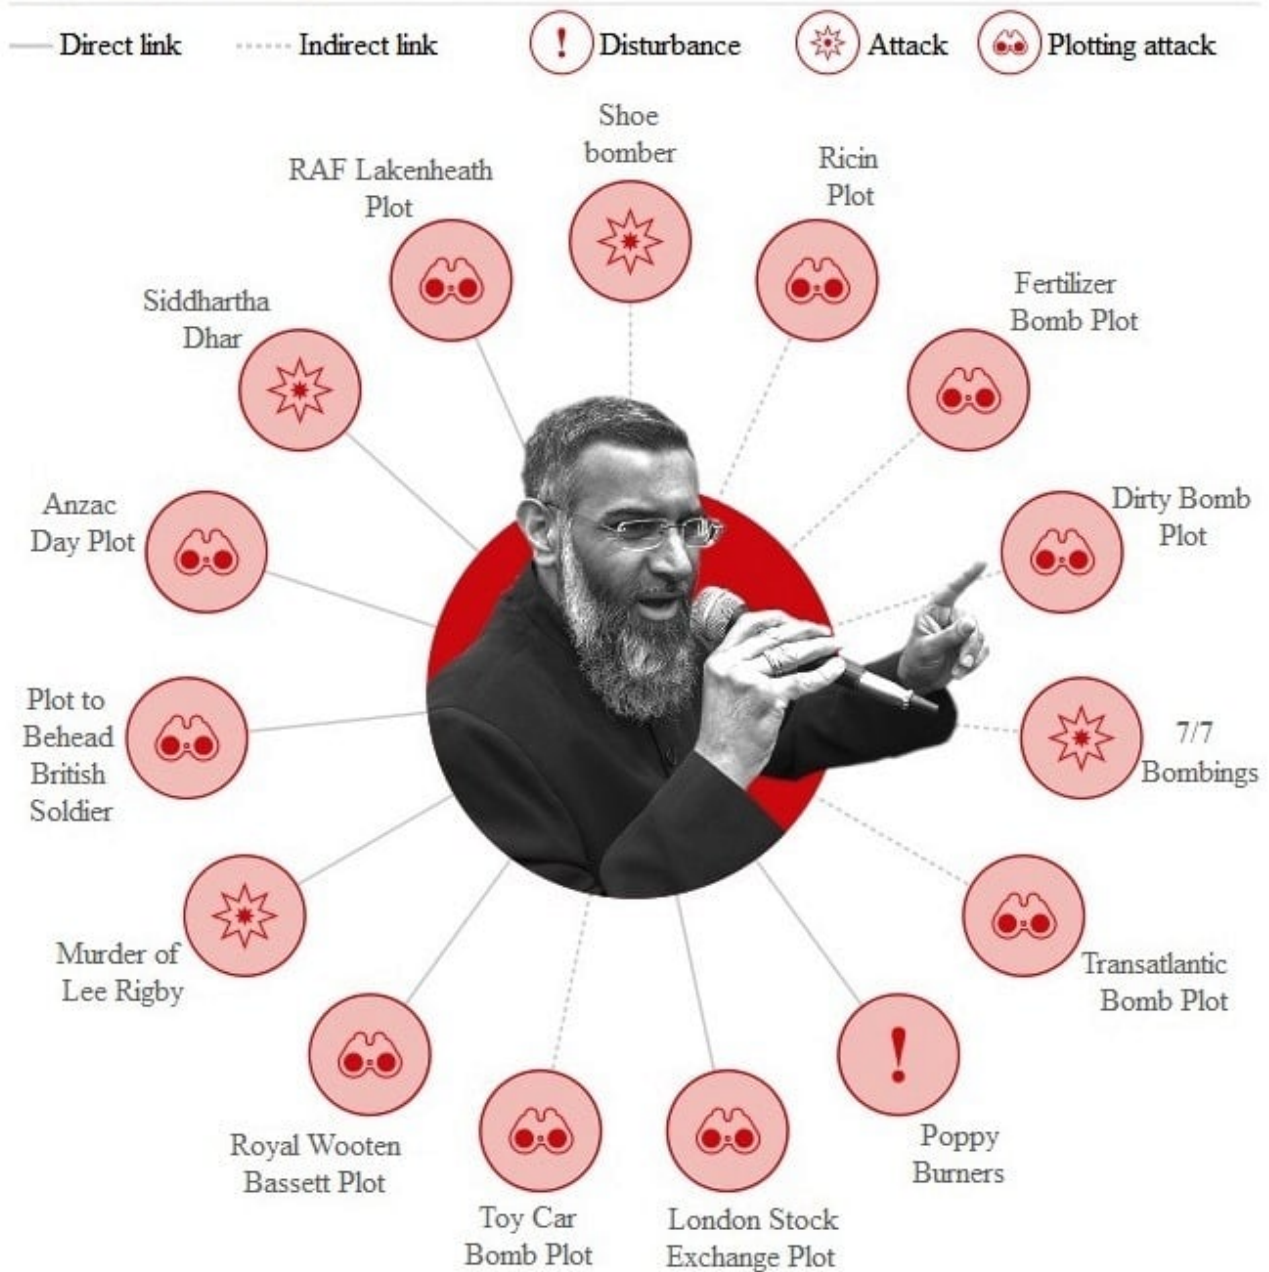 Direct link
Indirect link
Disturbance
Attack
Plotting attack
Shoe
bomber
Ricin
Plot
Fertilizer
Bomb Plot
Dirty Bomb
Plot
7/7
Bombings
Transatlantic
Bomb Plot
Poppy
Burners
London Stock
Exchange Plot
Toy Car
Bomb Plot
Royal Wooten
Bassett Plot
Murder of
Lee Rigby
Plot to
Behead
British
Soldier
Anzac
Day Plot
Siddhartha
Dhar
RAF Lakenheath
Plot